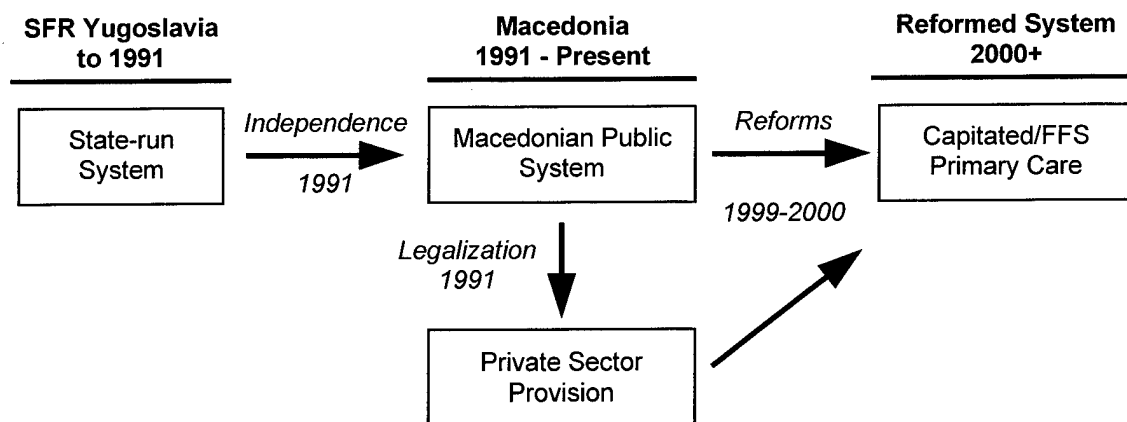 SFR Yugoslavia
to 1991
Macedonia
1991 - Present
Reformed System
2000+
State-run
System
Independence
1991
Macedonian Public
System
Reforms
1999-2000
Capitated/FFS
Primary Care
Legalization
1991
Private Sector
Provision